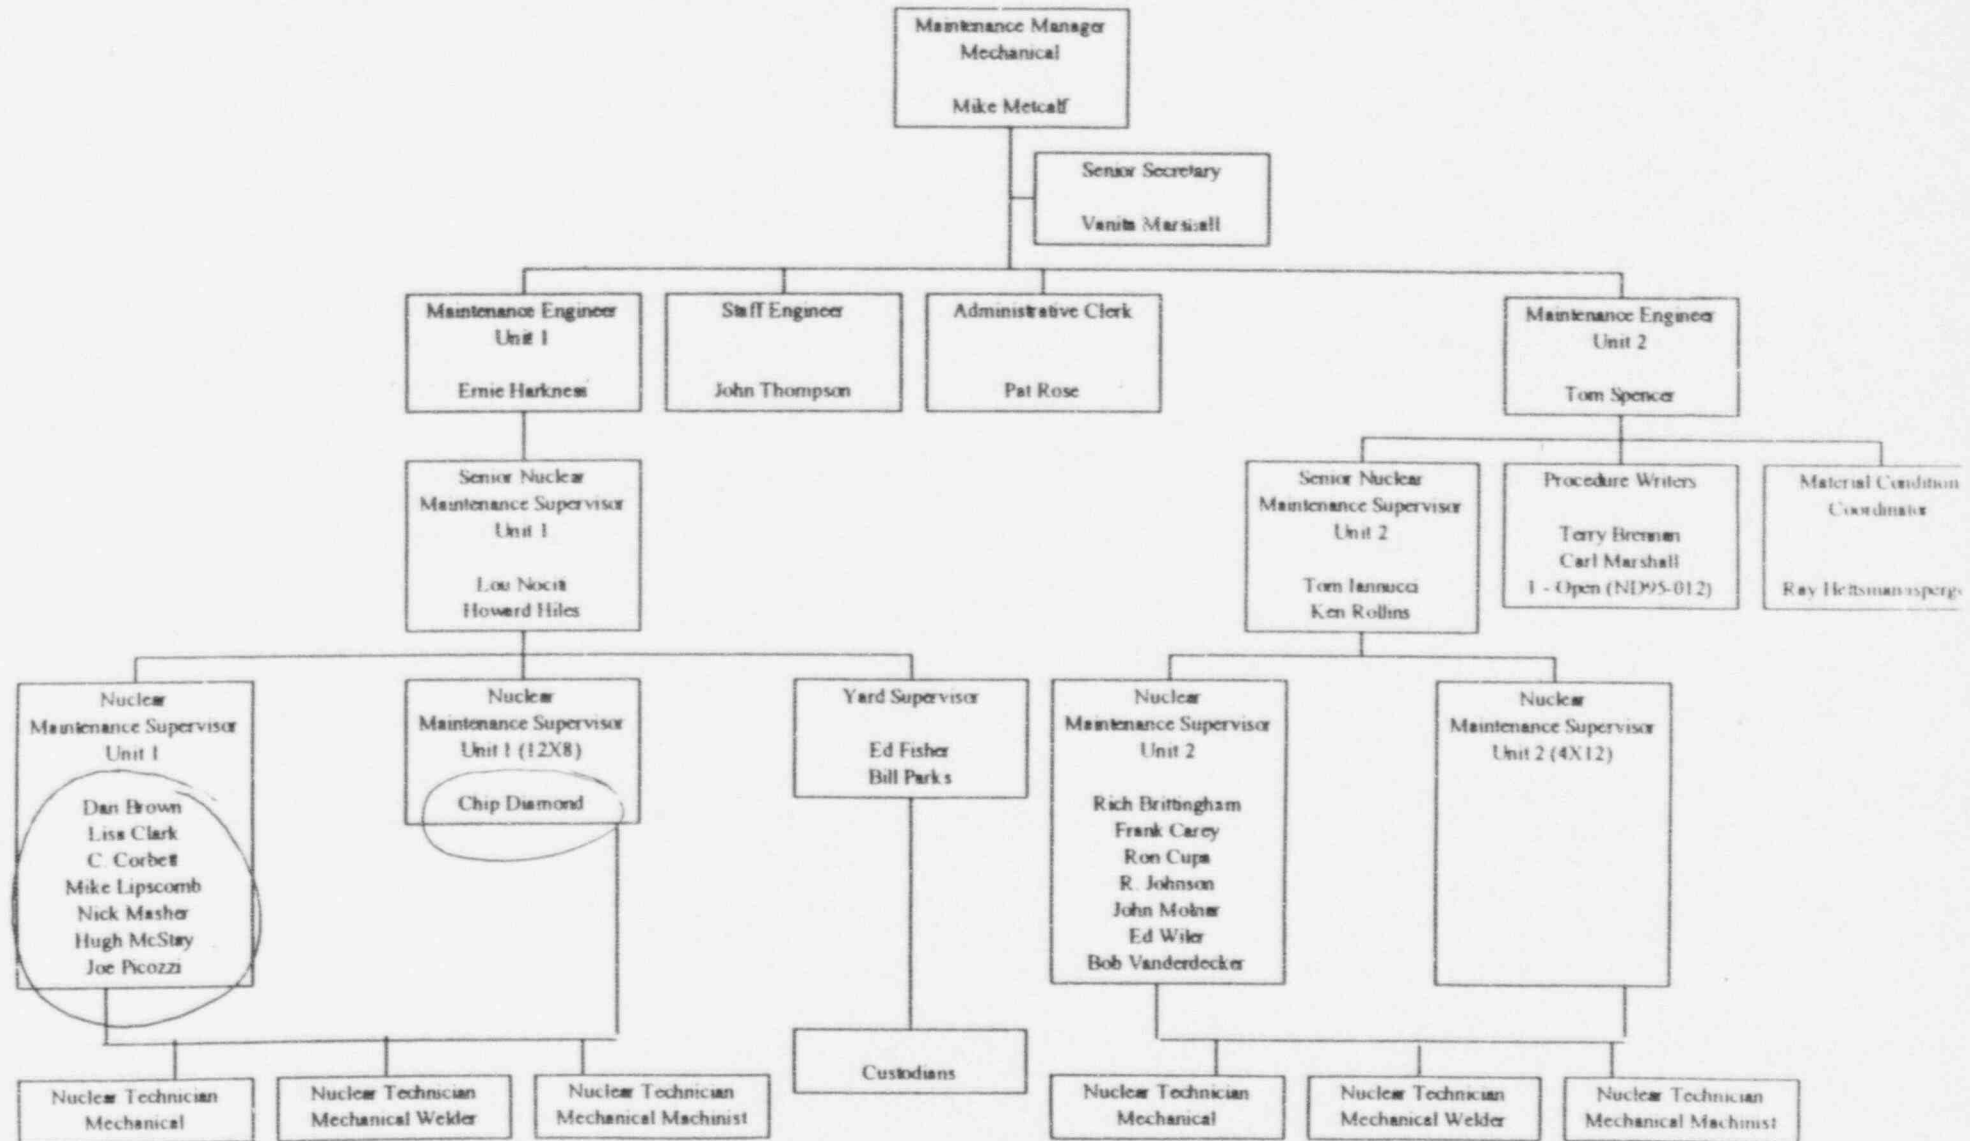 Maintenance Manager
Mechanical
Mike Metcalf
Senior Secretary
Vanita Marshall
Maintenance Engineer
Unit 1
Ernie Harkness
Staff Engineer
John Thompson
Administrative Clerk
Pat Rose
Maintenance Engineer
Unit 2
Tom Spencer
Senior Nuclear
Maintenance Supervisor
Unit 1
Lou Nocita
Howard Hiles
Senior Nuclear
Maintenance Supervisor
Unit 2
Tom Iannucci
Ken Rollins
Procedure Writers
Terry Brennan
Carl Marshall
1 - Open (ND95-012)
Material Condition
Coordinator
Ray
Nuclear
Maintenance Supervisor
Unit 1
Dan Brown
Lisa Clark
C. Corbett
Mike Lipscomb
Nick Masher
Hugh McStay
Joe Picozzi
Nuclear
Maintenance Supervisor
Unit 1 (12X8)
Chip Diamond
Yard Supervisor
Ed Fisher
Bill Parks
Nuclear
Maintenance Supervisor
Unit 2
Rich Brittingham
Frank Carey
Ron Cupa
R. Johnson
John Molner
Ed Wiler
Bob Vanderdecker
Nuclear
Maintenance Supervisor
Unit 2 (4X12)
Nuclear Technician
Mechanical
Nuclear Technician
Mechanical Welder
Nuclear Technician
Mechanical Machinist
Custodians
Nuclear Technician
Mechanical
Nuclear Technician
Mechanical Welder
Nuclear Technician
Mechanical Machinist